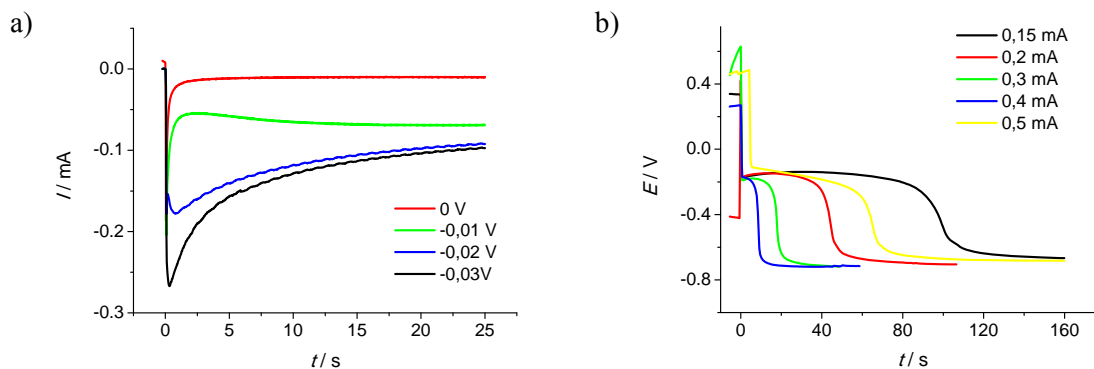 a)
0.0
-0.1
-0.2
-0.3
I / mA
0 V
-0,01 V
-0,02 V
-0,03V
0 5 10 15 20 25
t / s
b)
0,15 mA
0,2 mA
0,3 mA
0,4 mA
0,5 mA
0.4
0.0
-0.4
-0.8
E / V
0 40 80 120 160
t / s